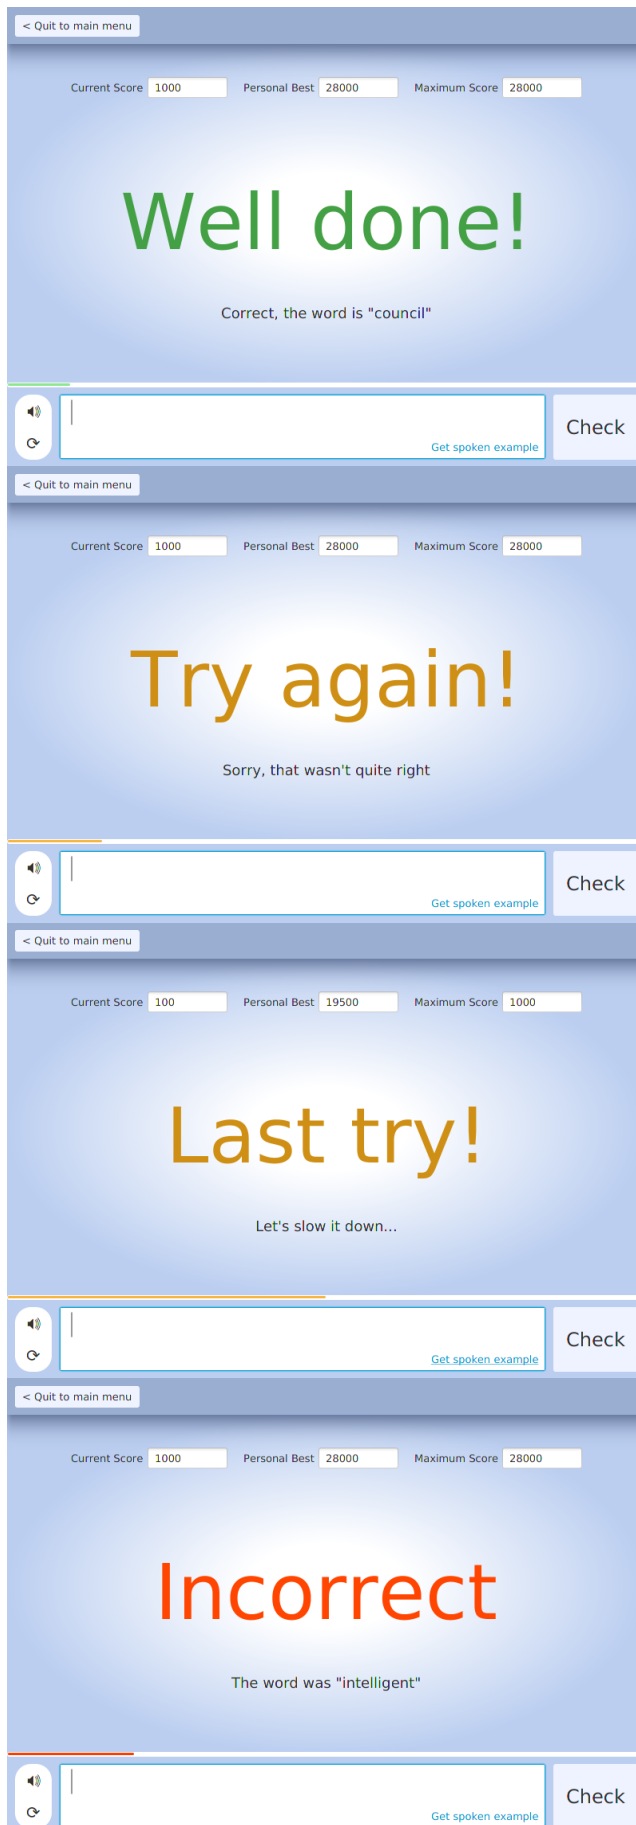 < Quit to main menu
Current Score 1000 Personal Best 28000 Maximum Score 28000
Well done!
Correct, the word is "council"
Get spoken example
Check
< Quit to main menu
Current Score 1000 Personal Best 28000 Maximum Score 28000
Try again!
Sorry, that wasn't quite right
Get spoken example
Check
< Quit to main menu
Current Score 100 Personal Best 19500 Maximum Score 1000
Last try!
Let's slow it down...
Get spoken example
Check
< Quit to main menu
Current Score 1000 Personal Best 28000 Maximum Score 28000
Incorrect
The word was "intelligent"
Get spoken example
Check